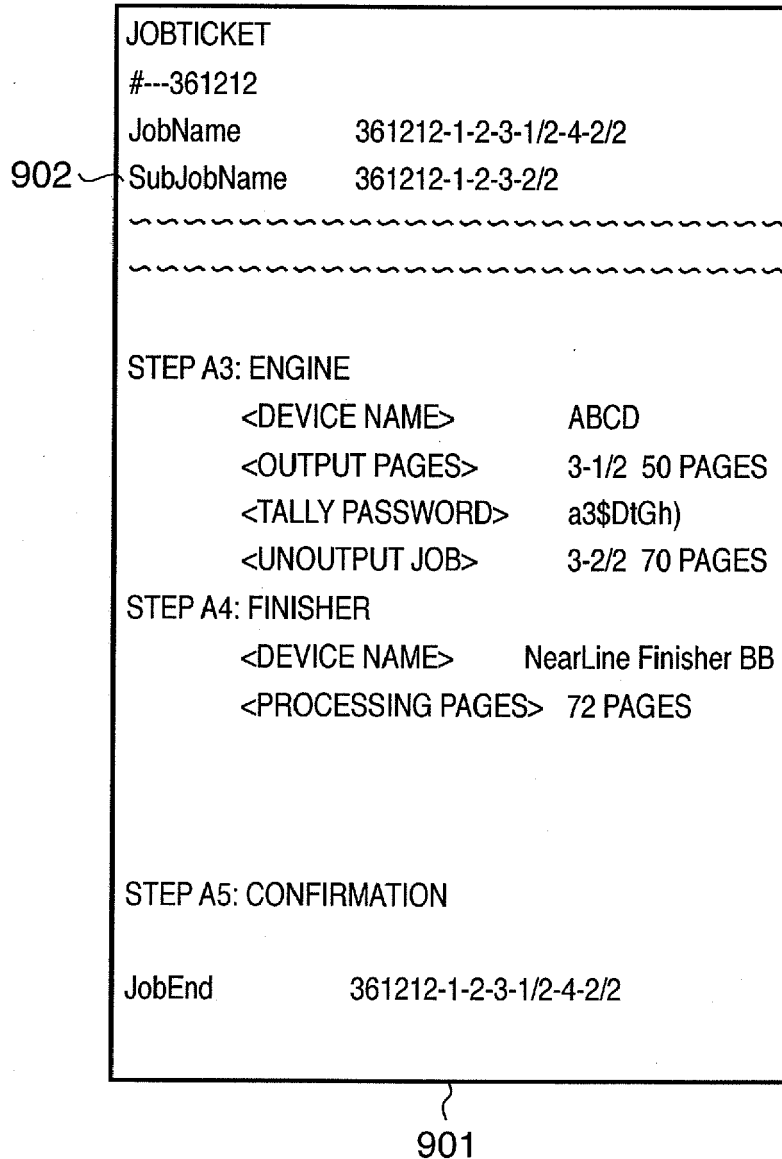 JOBTICKET
#---361212
JobName 361212-1-2-3-1/2-4-2/2
902 SubJobName 361212-1-2-3-2/2
STEP A3: ENGINE
<DEVICE NAME> ABCD
<OUTPUT PAGES> 3-1/2 50 PAGES
<TALLY PASSWORD> a3$DtGh)
<UNOUTPUT JOB> 3-2/2 70 PAGES
STEP A4: FINISHER
<DEVICE NAME> NearLine Finisher BB
<PROCESSING PAGES> 72 PAGES
STEP A5: CONFIRMATION
JobEnd 361212-1-2-3-1/2-4-2/2
901